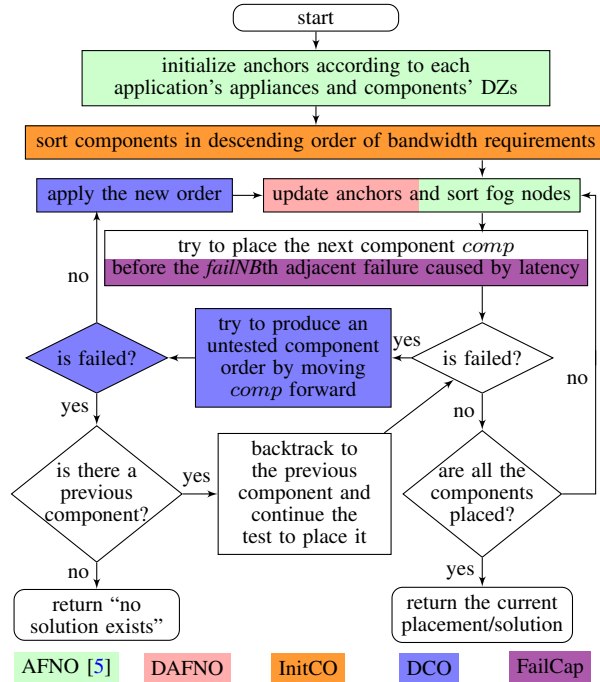 start
initialize anchors according to each
application's appliances and components' DZs
sort components in descending order of bandwidth requirements
apply the new order
update anchors and sort fog nodes
try to place the next component comp
before the failNBth adjacent failure caused by latency
no
is failed?
try to produce an
untested component
order by moving
comp forward
yes
is failed?
no
yes
no
is there a
previous
component?
yes
backtrack to
the previous
component and
continue the
test to place it
are all the
components
placed?
no
yes
return “no
solution exists”
return the current
placement/solution
AFNO [5]
DAFNO
InitCO
DCO
FailCap